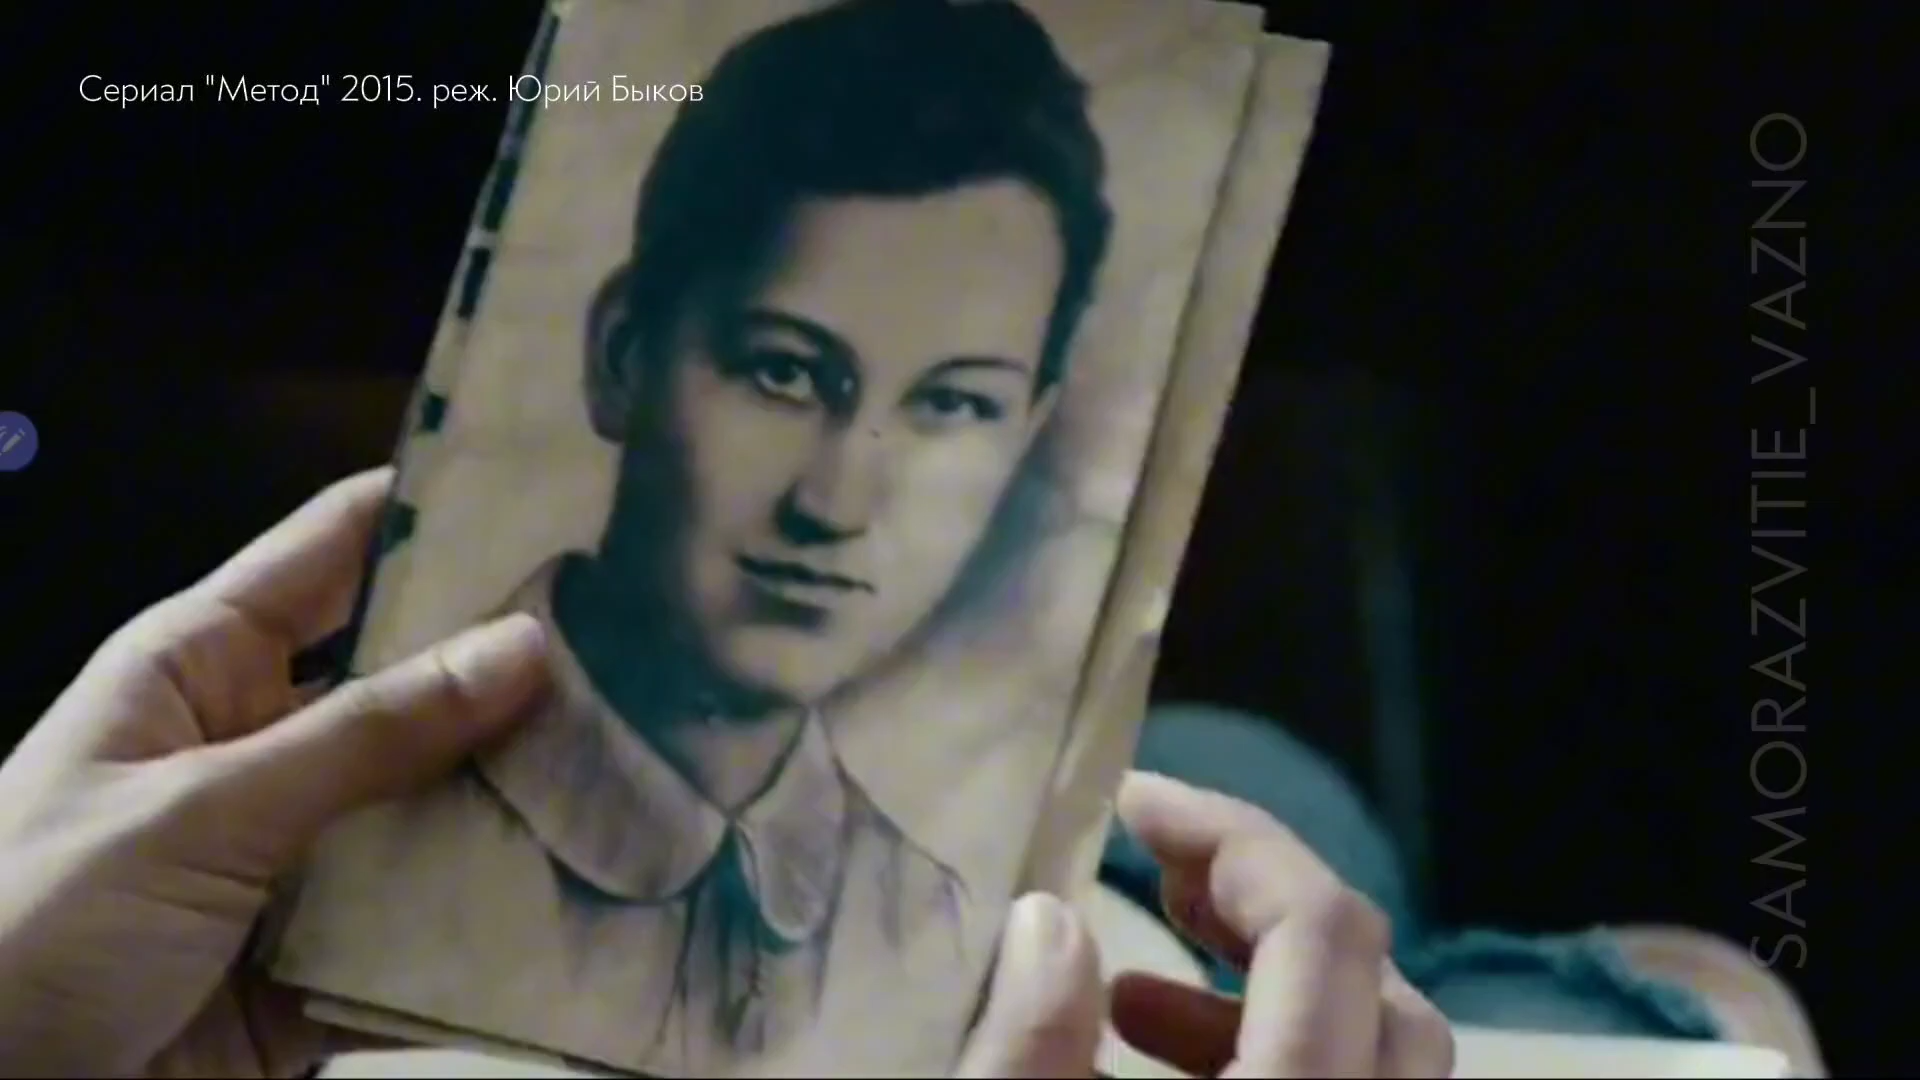 Сериал "Метод" 2015. реж. Юрий Быков
SAMORAZVITIE_VAZNO